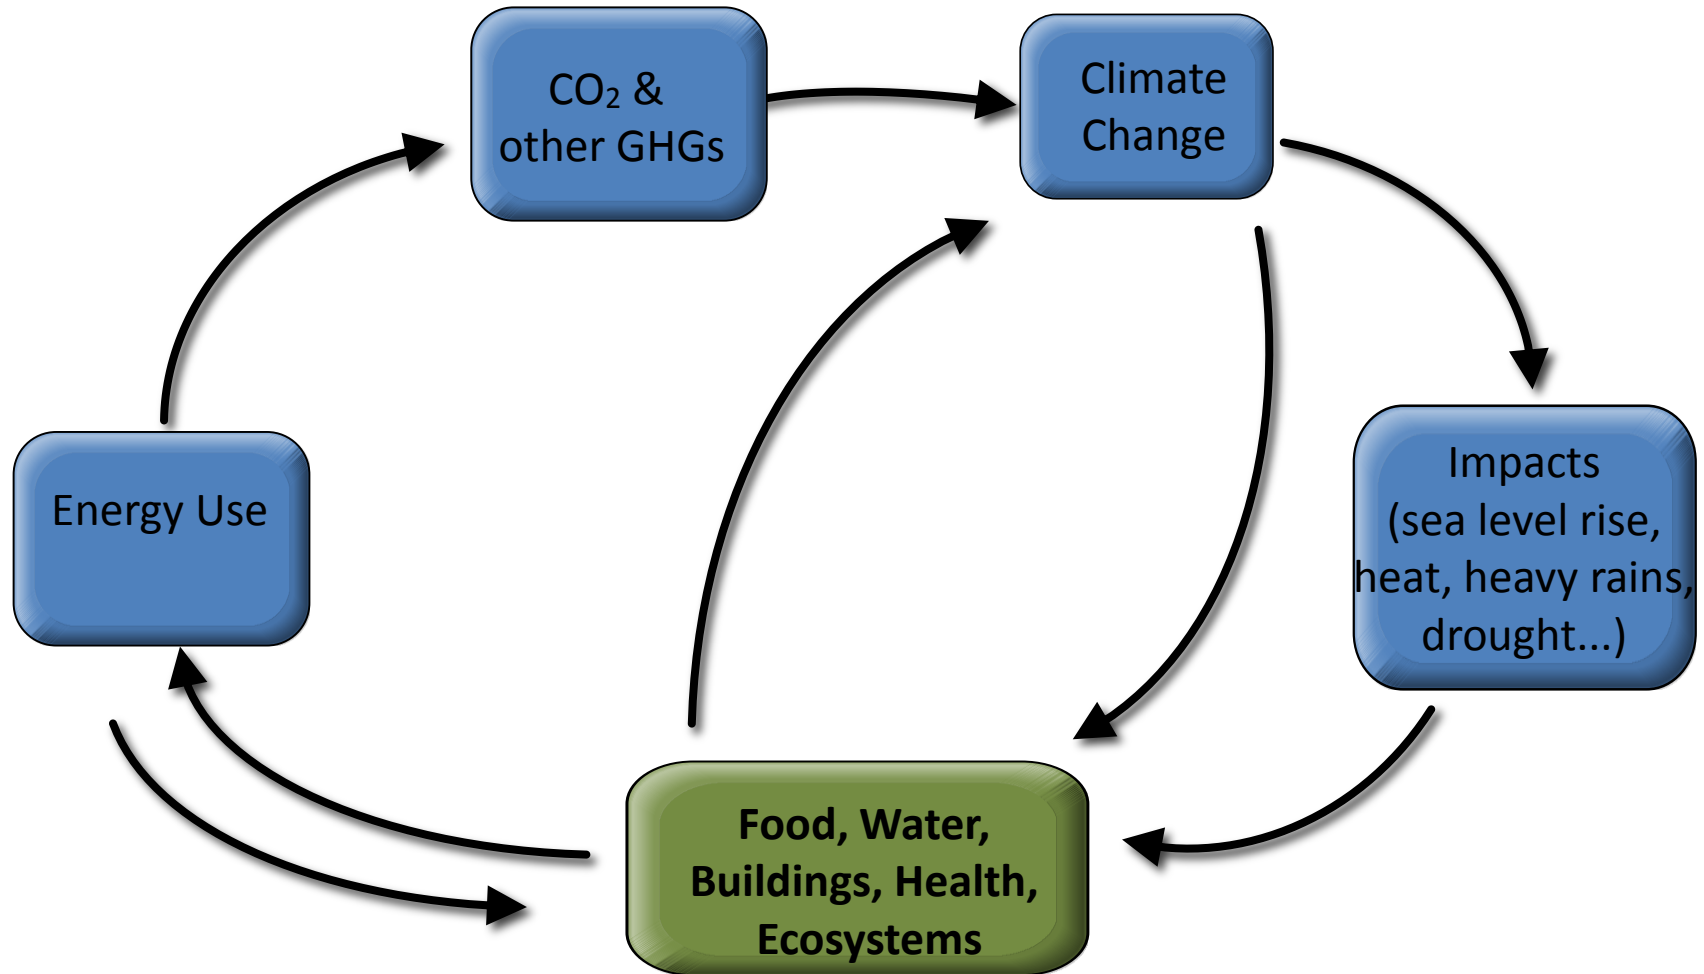 CO₂ &
other GHGs
Climate
Change
Energy Use
Impacts
(sea level rise,
heat, heavy rains,
drought...)
Food, Water,
Buildings, Health,
Ecosystems